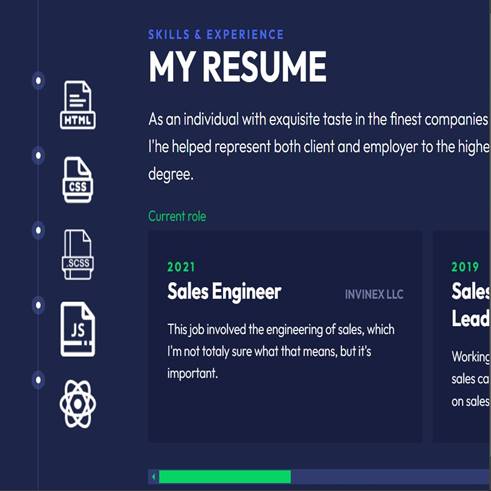 SKILLS & EXPERIENCE
MY RESUME
As an individual with exquisite taste in the finest companies
I'he helped represent both client and employer to the highe
degree.
Current role
2021
Sales Engineer
INVINEX LLC
This job involved the engineering of sales, which
I'm not totaly sure what that means, but it's
important.
2019
Sales
Lead
Working
sales ca
on sales
HTML
CSS
.SCSS
JS